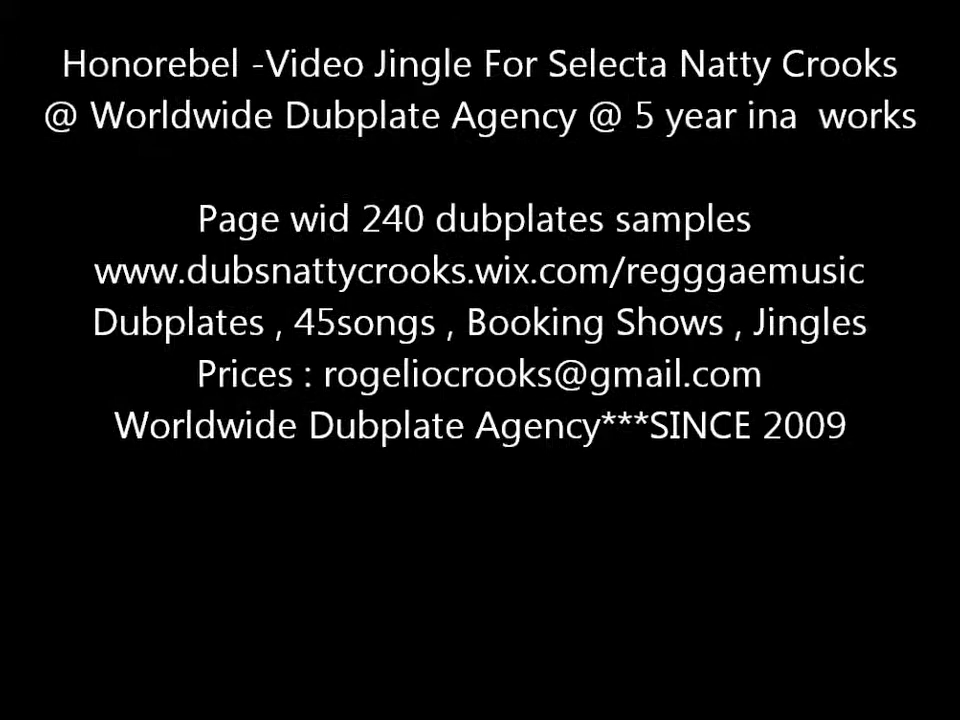 Honorebel -Video Jingle For Selecta Natty Crooks
@ Worldwide Dubplate Agency @ 5 year ina  works
Page wid 240 dubplates samples
www.dubsnattycrooks.wix.com/regggaemusic
Dubplates , 45songs , Booking Shows , Jingles
Prices : rogeliocrooks@gmail.com
Worldwide Dubplate Agency***SINCE 2009